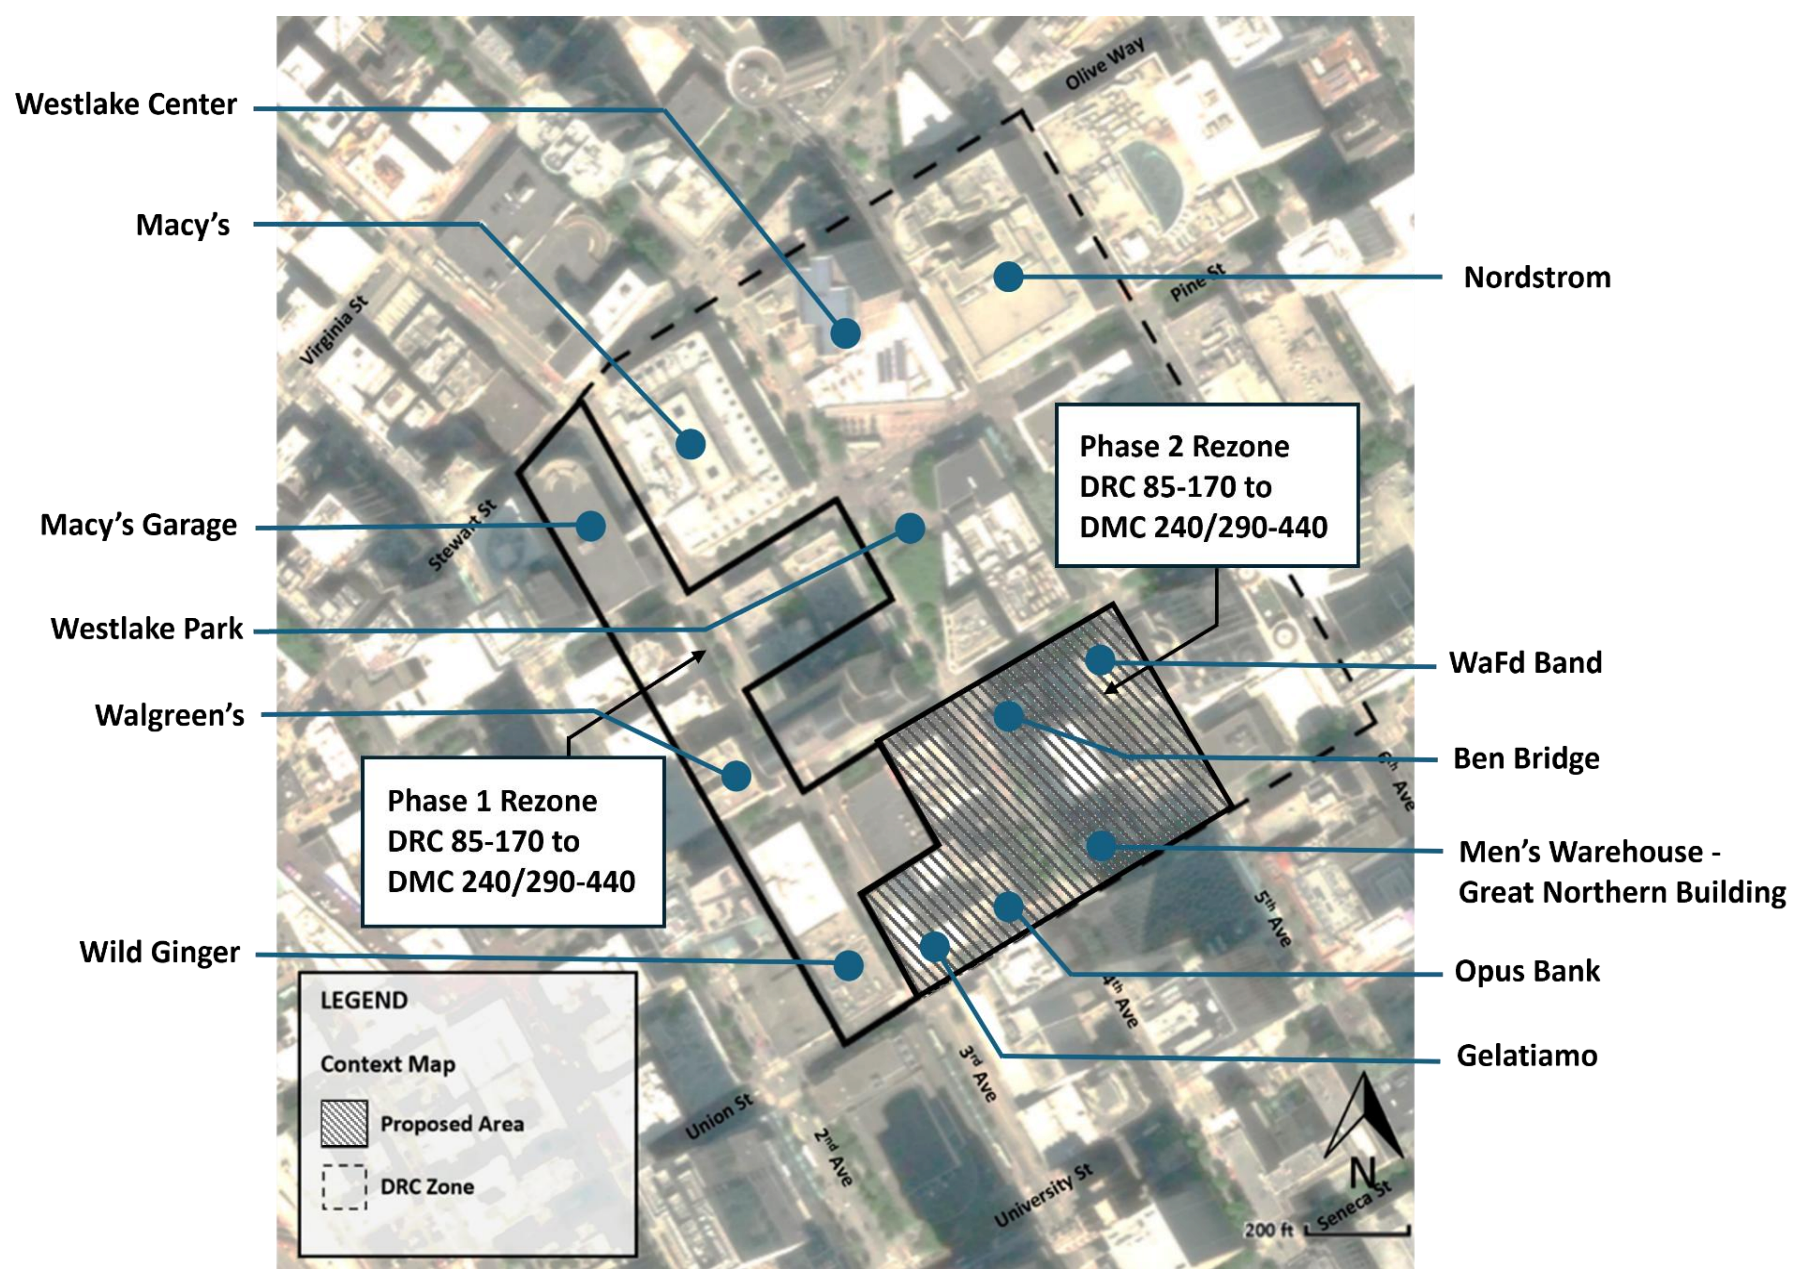 Olive Way
Westlake Center
Macy's
Nordstrom
Pine St
Virginia St
Phase 2 Rezone
DRC 85-170 to
DMC 240/290-440
Macy's Garage
Stewart St
Westlake Park
WaFd Band
Walgreen's
Ben Bridge
6th Ave
Phase 1 Rezone
DRC 85-170 to
DMC 240/290-440
Men's Warehouse -
Great Northern Building
5th Ave
Wild Ginger
Opus Bank
4th Ave
Gelatiamo
3rd Ave
LEGEND
Context Map
Proposed Area
DRC Zone
Union St
2nd Ave
University St
N
Seneca St
200 ft